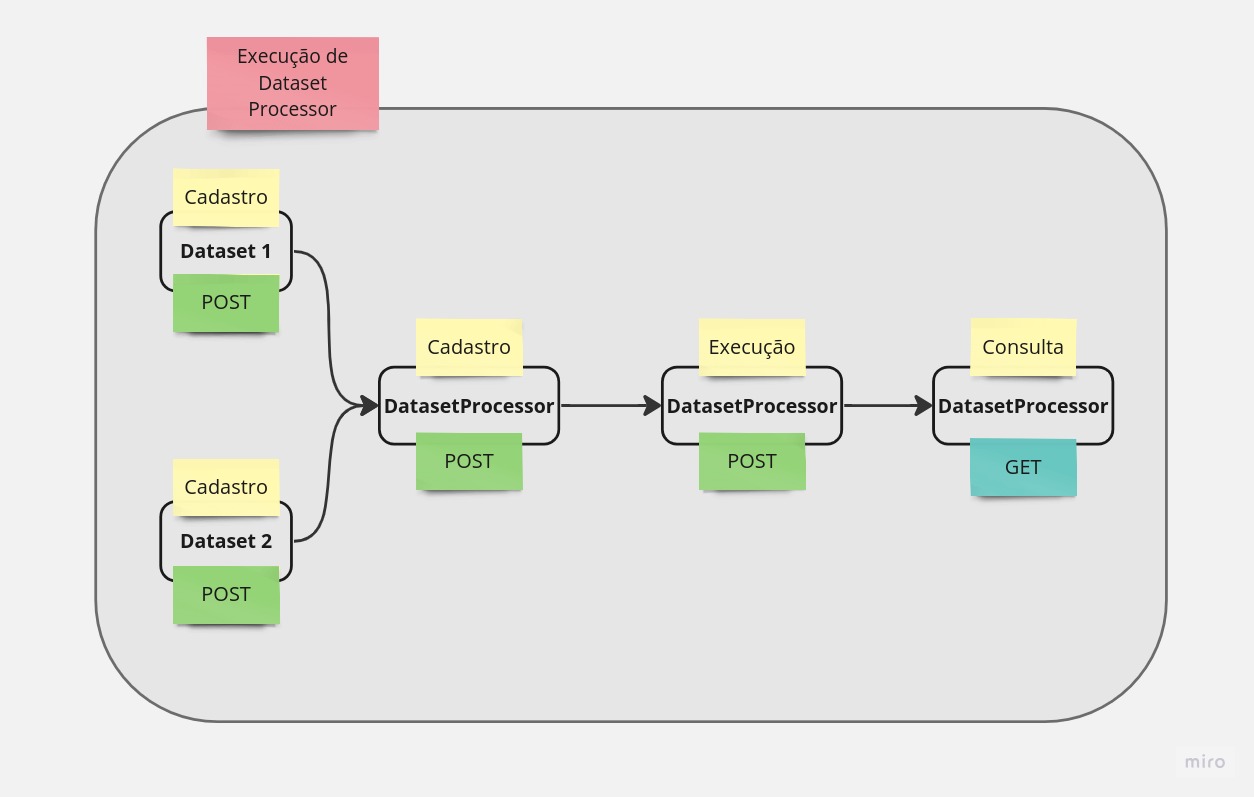 Execução de
Dataset
Processor
Cadastro
Dataset 1
POST
Cadastro
Dataset 2
POST
Cadastro
DatasetProcessor
POST
Execução
DatasetProcessor
POST
Consulta
DatasetProcessor
GET
miro